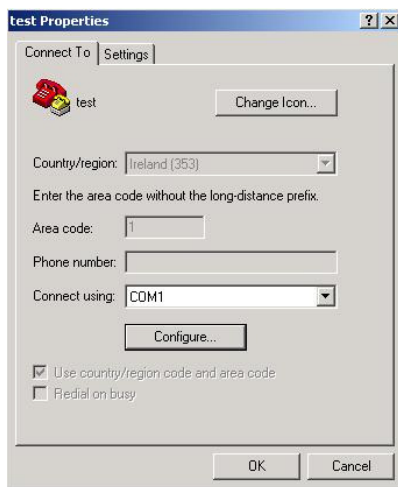 test Properties
Connect To
Settings
test
Change Icon...
Country/region:
Ireland (353)
Enter the area code without the long-distance prefix.
Area code:
1
Phone number:
Connect using:
COM1
Configure...
Use country/region code and area code
Redial on busy
OK
Cancel